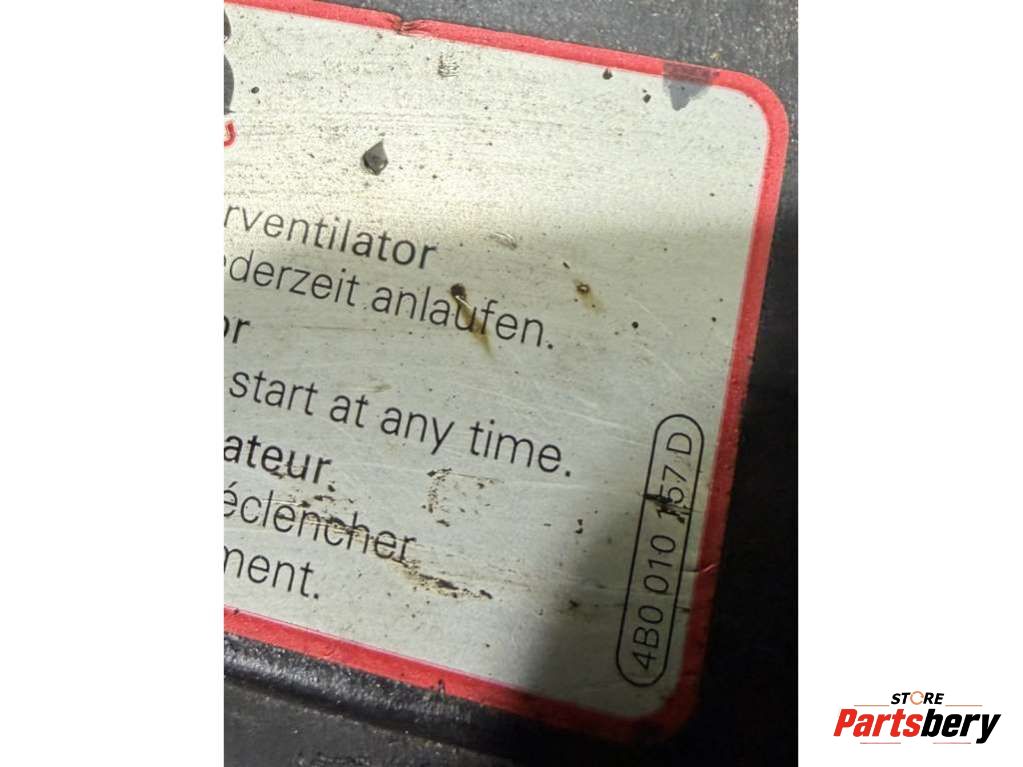 rventilator
ederzeit anlaufen.
or
start at any time.
ateur.
éclencher
ment.
4B0 010 157 D
STORE
Partsbery